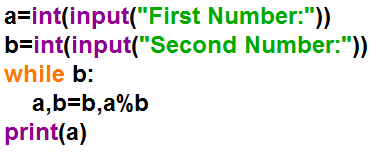 a=int(input("First Number:"))
b=int(input("Second Number:"))
while b:
    a,b=b,a%b
print(a)